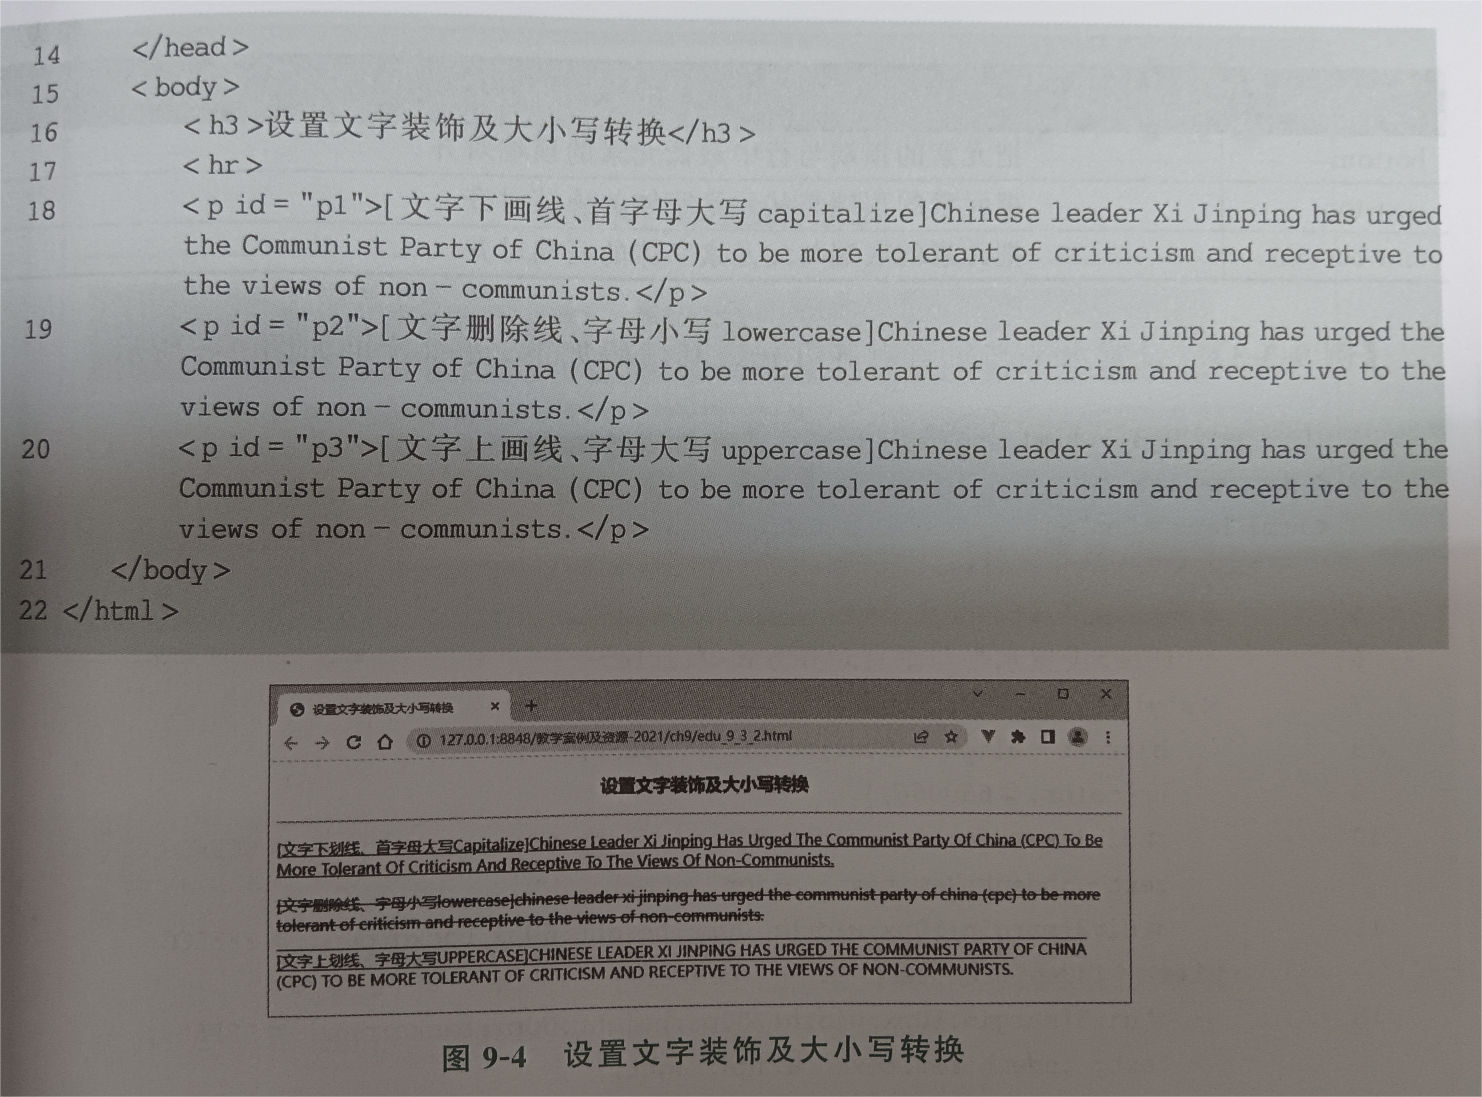 14 </head>
15 <body>
16 <h3>设置文字装饰及大小写转换</h3>
17 <hr>
18 <p id = "p1">[文字下画线、首字母大写 capitalize]Chinese leader Xi Jinping has urged
the Communist Party of China (CPC) to be more tolerant of criticism and receptive to
the views of non - communists.</p>
19 <p id = "p2">[文字删除线、字母小写 lowercase]Chinese leader Xi Jinping has urged the
Communist Party of China (CPC) to be more tolerant of criticism and receptive to the
views of non - communists.</p>
20 <p id = "p3">[文字上画线、字母大写 uppercase]Chinese leader Xi Jinping has urged the
Communist Party of China (CPC) to be more tolerant of criticism and receptive to the
views of non - communists.</p>
21 </body>
22 </html>
设置文字装饰及大小写转换
127.0.0.1:8848/教学案例及资源-2021/ch9/edu_9_3_2.html
设置文字装饰及大小写转换
[文字下划线、首字母大写Capitalize]Chinese Leader Xi Jinping Has Urged The Communist Party Of China (CPC) To Be
More Tolerant Of Criticism And Receptive To The Views Of Non-Communists.
[文字删除线、字母小写lowercase]chinese leader xi jinping has urged the communist party of china (cpc) to be more
tolerant of criticism and receptive to the views of non-communists.
[文字上划线、字母大写UPPERCASE]CHINESE LEADER XI JINPING HAS URGED THE COMMUNIST PARTY OF CHINA
(CPC) TO BE MORE TOLERANT OF CRITICISM AND RECEPTIVE TO THE VIEWS OF NON-COMMUNISTS.
图 9-4 设置文字装饰及大小写转换